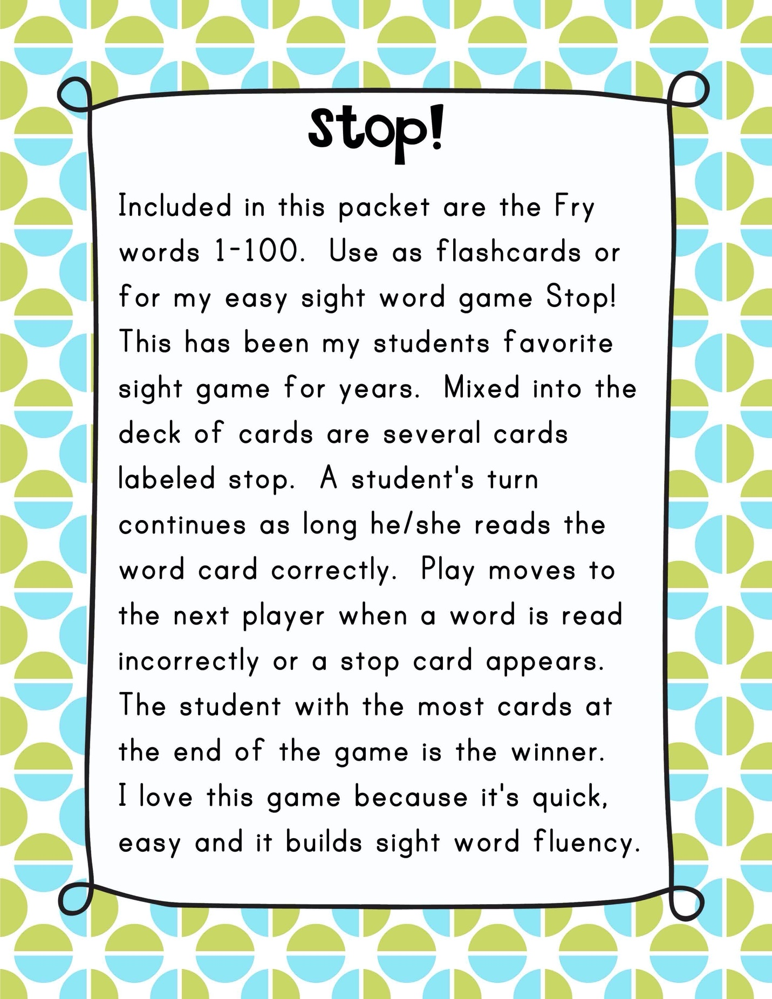 Stop!
Included in this packet are the Fry
words 1-100.  Use as flashcards or
for my easy sight word game Stop!
This has been my students favorite
sight game for years.  Mixed into the
deck of cards are several cards
labeled stop.  A student's turn
continues as long he/she reads the
word card correctly.  Play moves to
the next player when a word is read
incorrectly or a stop card appears.
The student with the most cards at
the end of the game is the winner.
I love this game because it's quick,
easy and it builds sight word fluency.